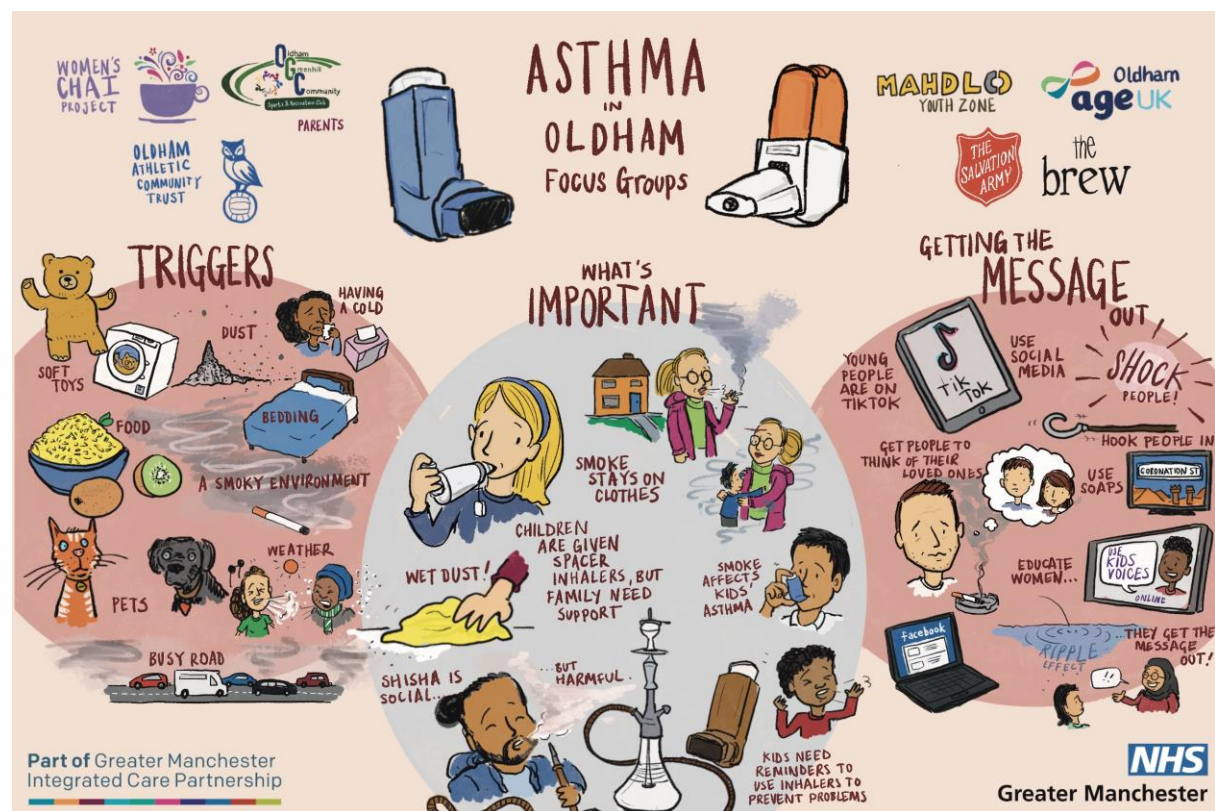 WOMEN'S
CHAI
PROJECT
Oldham
Greenhill
Community
Sports & Recreation Club
PARENTS
OLDHAM
ATHLETIC
COMMUNITY
TRUST
ASTHMA
IN
OLDHAM
FOCUS GROUPS
MAHDLO
YOUTH ZONE
Oldham
age UK
THE
SALVATION
ARMY
the
brew
TRIGGERS
SOFT
TOYS
DUST
HAVING
A COLD
FOOD
BEDDING
A SMOKY ENVIRONMENT
PETS
WEATHER
BUSY ROAD
WHAT'S
IMPORTANT
SMOKE
STAYS ON
CLOTHES
CHILDREN
ARE GIVEN
SPACER
INHALERS, BUT
FAMILY NEED
SUPPORT
WET DUST!
SMOKE
AFFECTS
KIDS'
ASTHMA
SHISHA IS
SOCIAL...
...BUT
HARMFUL.
KIDS NEED
REMINDERS TO
USE INHALERS TO
PREVENT PROBLEMS
GETTING THE
MESSAGE
OUT
YOUNG
PEOPLE
ARE ON
TIKTOK
TIK
TOK
USE
SOCIAL
MEDIA
SHOCK
PEOPLE!
HOOK PEOPLE IN
GET PEOPLE TO
THINK OF THEIR
LOVED ONES
USE
SOAPS
CORONATION ST
EDUCATE
WOMEN...
USE
KIDS
VOICES
ONLINE
facebook
RIPPLE
EFFECT
...THEY GET THE
MESSAGE
OUT!
!!
Part of Greater Manchester
Integrated Care Partnership
NHS
Greater Manchester